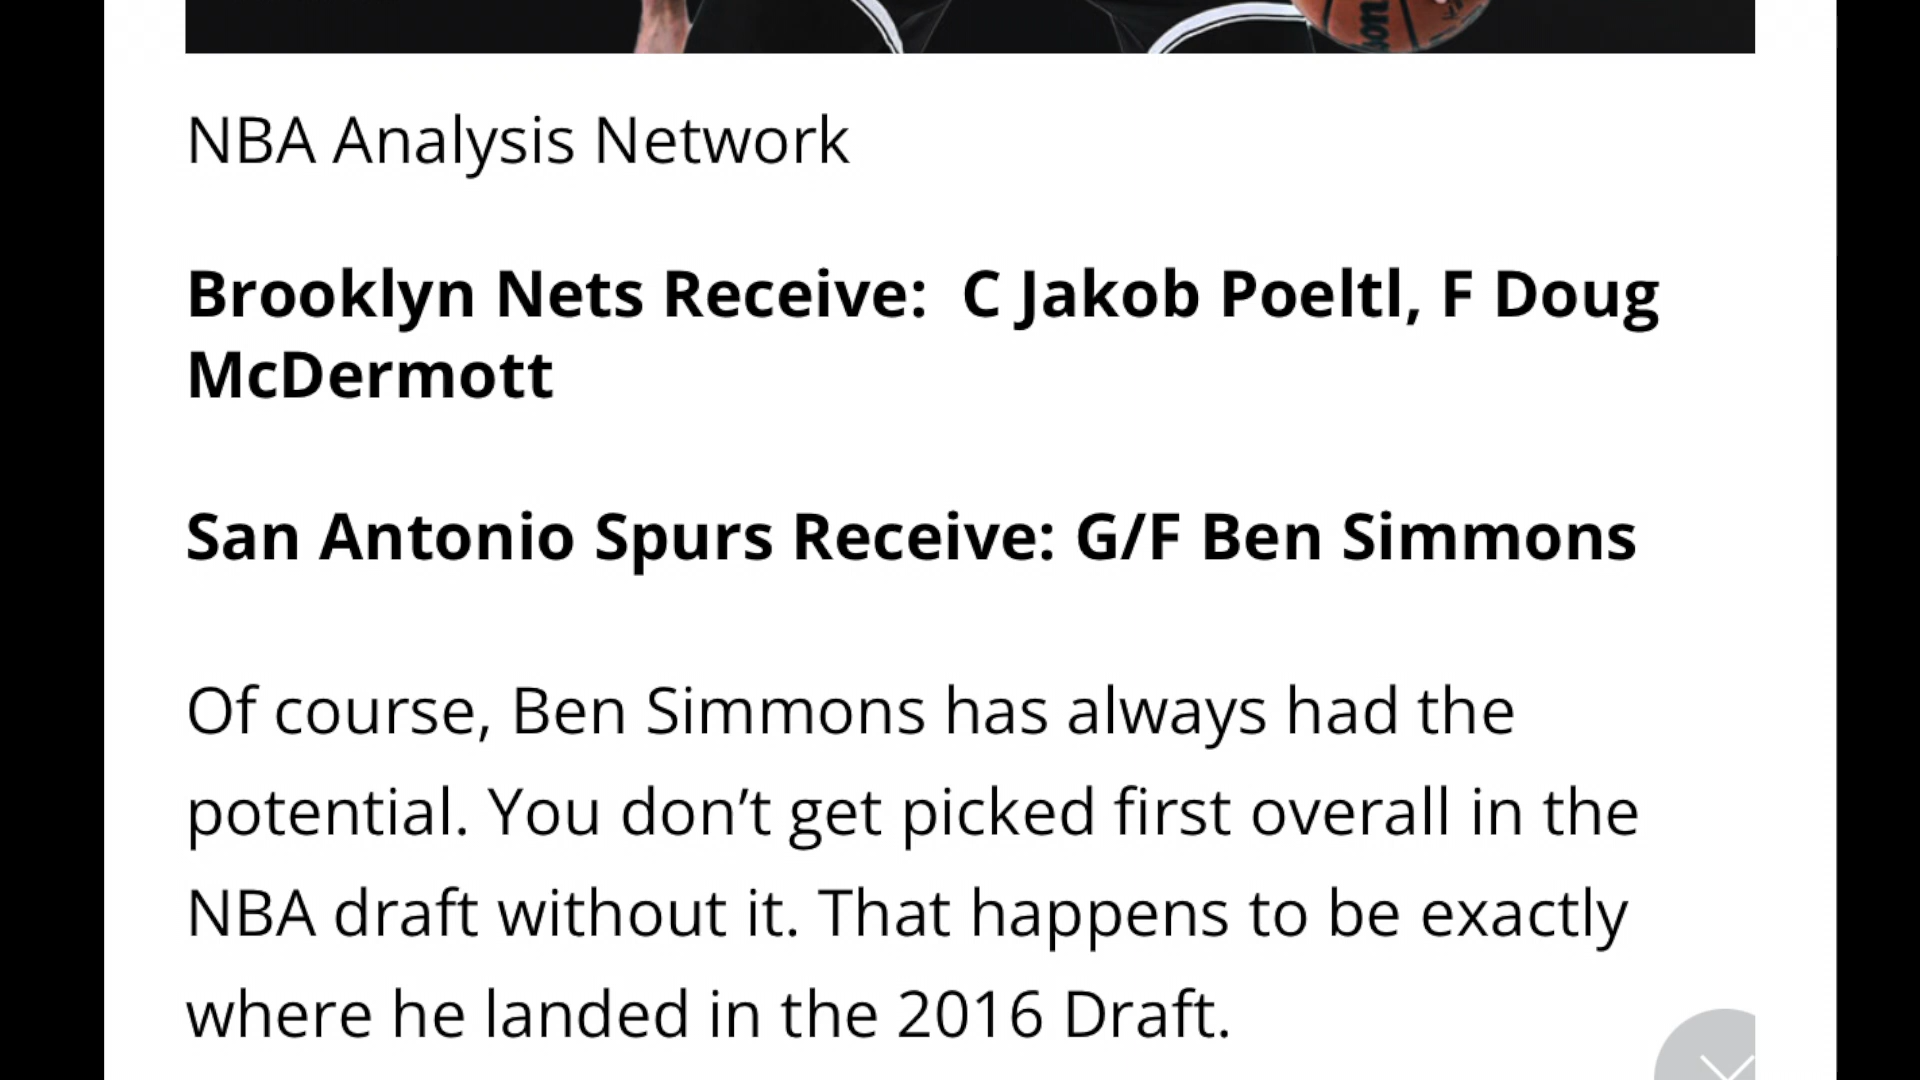 NBA Analysis Network
Brooklyn Nets Receive:  C Jakob Poeltl, F Doug
McDermott
San Antonio Spurs Receive: G/F Ben Simmons
Of course, Ben Simmons has always had the
potential. You don’t get picked first overall in the
NBA draft without it. That happens to be exactly
where he landed in the 2016 Draft.